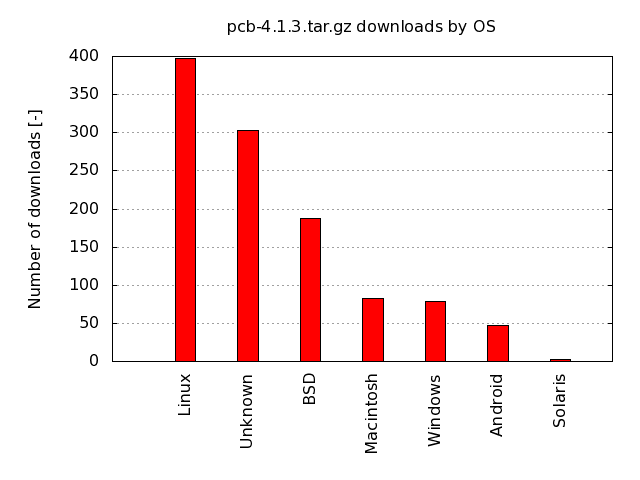 pcb-4.1.3.tar.gz downloads by OS
400
350
300
250
200
150
100
50
0
Number of downloads [-]
Linux
Unknown
BSD
Macintosh
Windows
Android
Solaris